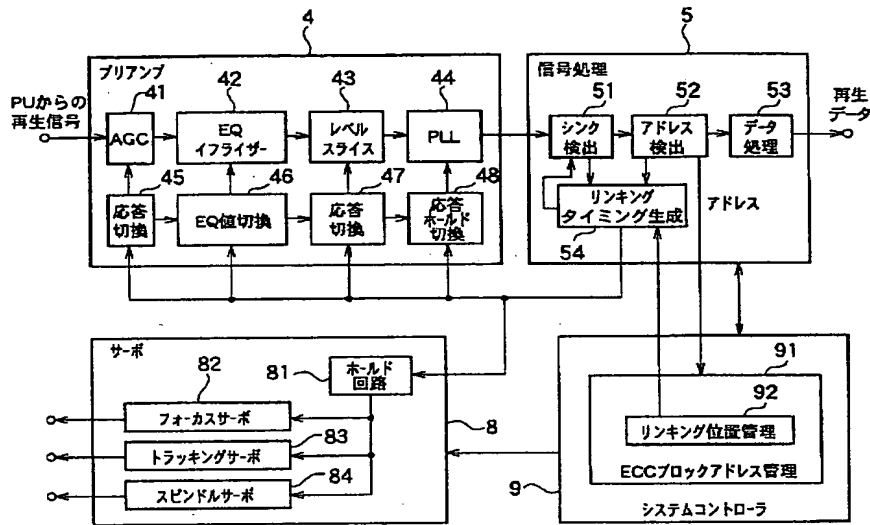 4
プリアンプ
PUからの
再生信号
41
AGC
42
EQ
イフライザー
43
レベル
スライス
44
PLL
45
応答
切換
46
EQ値切換
47
応答
切換
48
応答
ホールド
切換
5
信号処理
51
シンク
検出
52
アドレス
検出
53
データ
処理
再生
データ
リンキング
タイミング生成
54
アドレス
サーボ
81
ホールド
回路
82
フォーカスサーボ
83
トラッキングサーボ
84
スピンドルサーボ
8
91
92
リンキング位置管理
ECCブロックアドレス管理
9
システムコントローラ